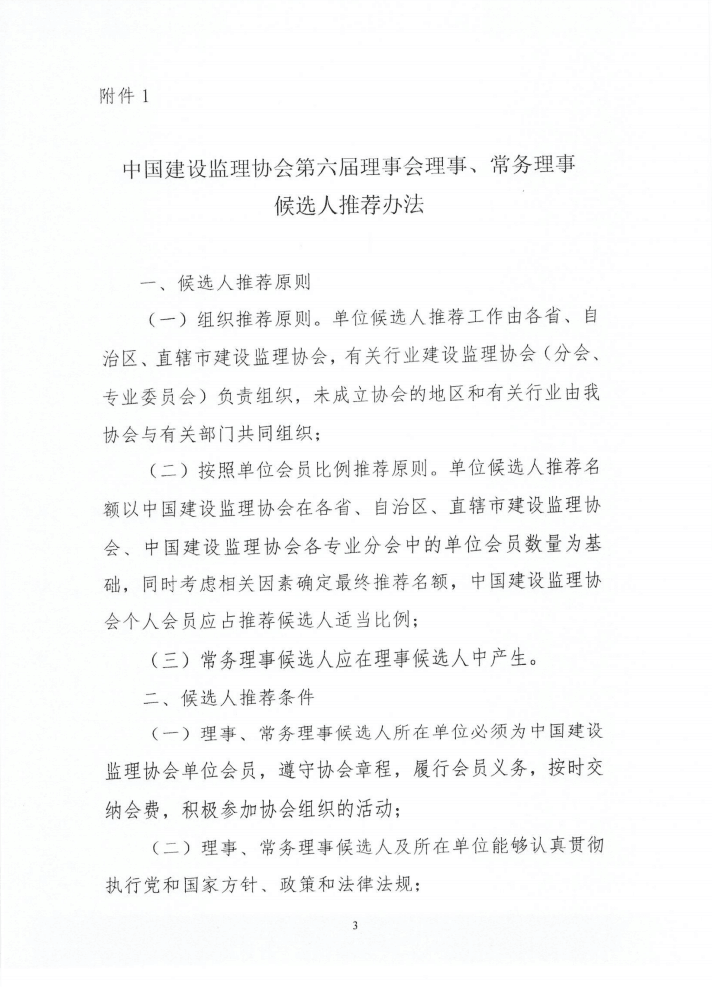 附件 1
中国建设监理协会第六届理事会理事、常务理事
候选人推荐办法
一、候选人推荐原则
（一）组织推荐原则。单位候选人推荐工作由各省、自
治区、直辖市建设监理协会，有关行业建设监理协会（分会、
专业委员会）负责组织，未成立协会的地区和有关行业由我
协会与有关部门共同组织；
（二）按照单位会员比例推荐原则。单位候选人推荐名
额以中国建设监理协会在各省、自治区、直辖市建设监理协
会、中国建设监理协会各专业分会中的单位会员数量为基
础，同时考虑相关因素确定最终推荐名额，中国建设监理协
会个人会员应占推荐候选人适当比例；
（三）常务理事候选人应在理事候选人中产生。
二、候选人推荐条件
（一）理事、常务理事候选人所在单位必须为中国建设
监理协会单位会员，遵守协会章程，履行会员义务，按时交
纳会费，积极参加协会组织的活动；
（二）理事、常务理事候选人及所在单位能够认真贯彻
执行党和国家方针、政策和法律法规；
3